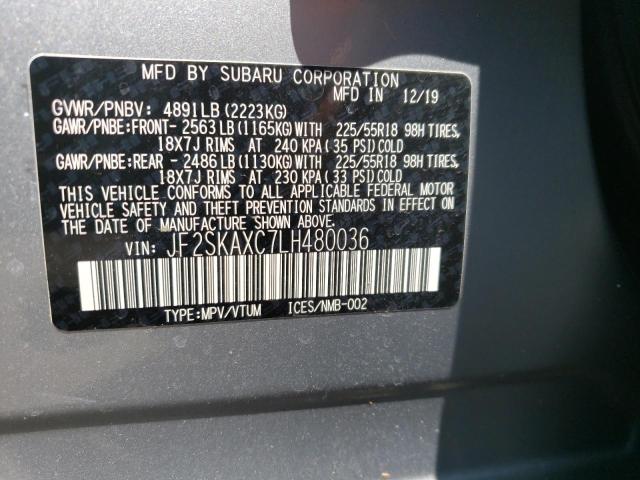 MFD BY SUBARU CORPORATION
GVWR/PNBV: 4891LB (2223KG) MFD IN 12/19
GAWR/PNBE:FRONT- 2563LB (1165KG) WITH 225/55R18 98H TIRES,
18X7J RIMS AT 240 KPA ( 35 PSI) COLD
GAWR/PNBE:REAR - 2486LB (1130KG) WITH 225/55R18 98H TIRES,
18X7J RIMS AT 230 KPA ( 33 PSI) COLD
THIS VEHICLE CONFORMS TO ALL APPLICABLE FEDERAL MOTOR
VEHICLE SAFETY AND THEFT PREVENTION STANDARDS IN EFFECT
ON THE DATE OF MANUFACTURE SHOWN ABOVE.
VIN: JF2SKAXC7LH480036
TYPE:MPV/VTUM ICES/NMB-002